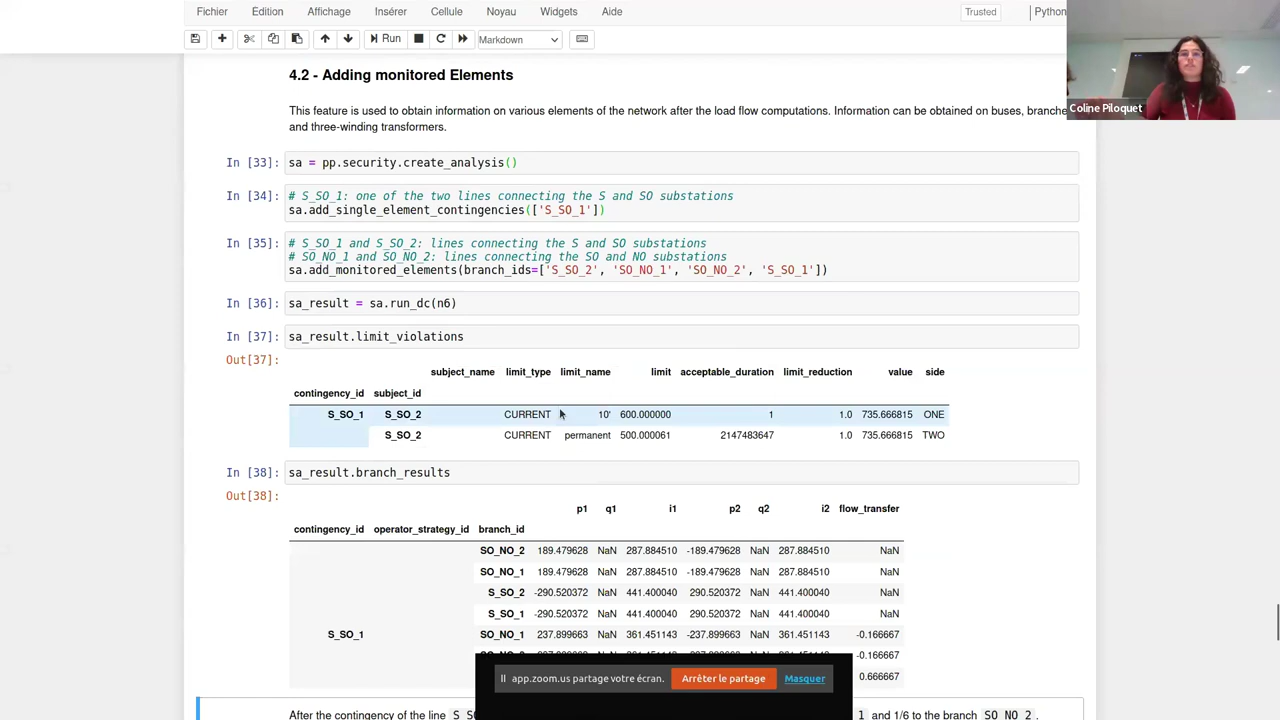 Fichier Édition Affichage Insérer Cellule Noyau Widgets Aide Trusted Python
Run Markdown
Coline Piloquet
4.2 - Adding monitored Elements
This feature is used to obtain information on various elements of the network after the load flow computations. Information can be obtained on buses, branche
and three-winding transformers.
In [33]: sa = pp.security.create_analysis()
In [34]: # S_SO_1: one of the two lines connecting the S and SO substations
sa.add_single_element_contingencies(['S_SO_1'])
In [35]: # S_SO_1 and S_SO_2: lines connecting the S and SO substations
# SO_NO_1 and SO_NO_2: lines connecting the SO and NO substations
sa.add_monitored_elements(branch_ids=['S_SO_2', 'SO_NO_1', 'SO_NO_2', 'S_SO_1'])
In [36]: sa_result = sa.run_dc(n6)
In [37]: sa_result.limit_violations
Out[37]:
subject_name limit_type limit_name limit acceptable_duration limit_reduction value side
contingency_id subject_id
S_SO_1 S_SO_2 CURRENT 10' 600.000000 1 1.0 735.666815 ONE
S_SO_2 CURRENT permanent 500.000061 2147483647 1.0 735.666815 TWO
In [38]: sa_result.branch_results
Out[38]:
p1 q1 i1 p2 q2 i2 flow_transfer
contingency_id operator_strategy_id branch_id
SO_NO_2 189.479628 NaN 287.884510 -189.479628 NaN 287.884510 NaN
SO_NO_1 189.479628 NaN 287.884510 -189.479628 NaN 287.884510 NaN
S_SO_2 -290.520372 NaN 441.400040 290.520372 NaN 441.400040 NaN
S_SO_1 -290.520372 NaN 441.400040 290.520372 NaN 441.400040 NaN
S_SO_1 SO_NO_1 237.899663 NaN 361.451143 -237.899663 NaN 361.451143 -0.166667
-0.166667
app.zoom.us partage votre écran. Arrêter le partage Masquer 0.666667
After the contingency of the line S SO 1 and 1/6 to the branch SO NO 2.